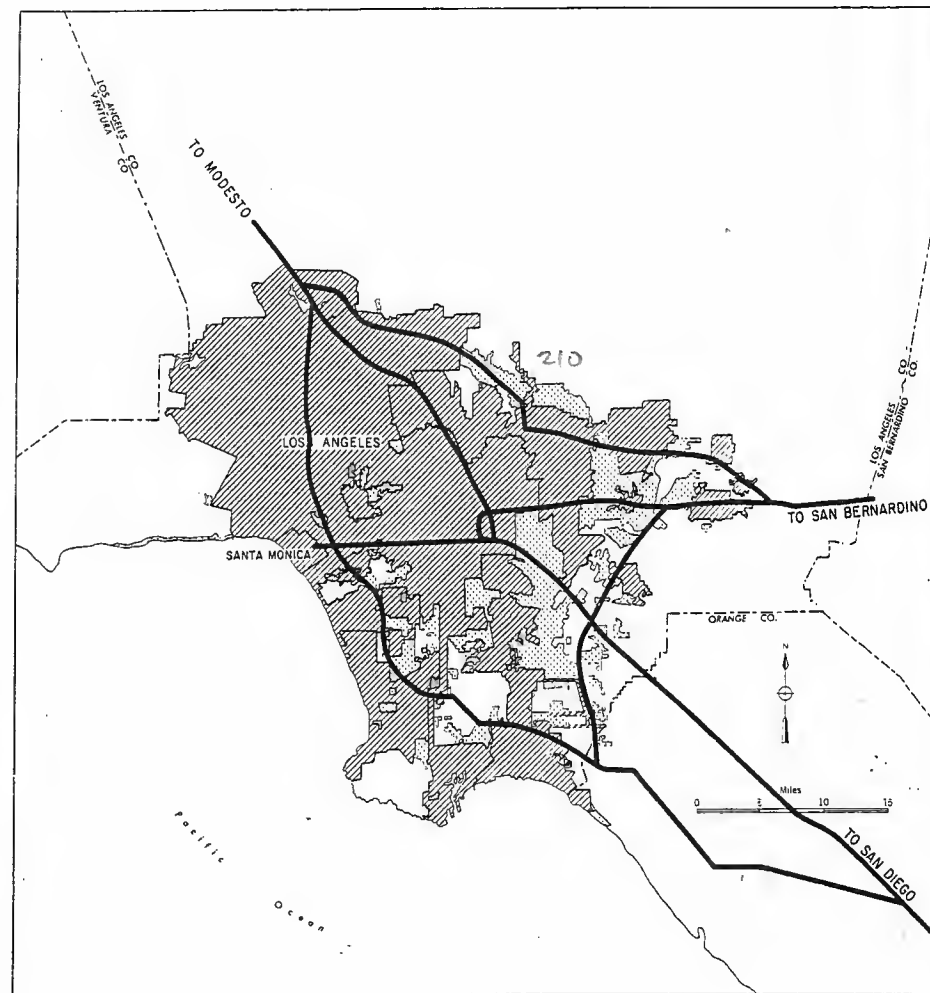 LOS ANGELES CO
VENTURA CO
TO MODESTO
210
LOS ANGELES CO
SAN BERNARDINO CO.
LOS ANGELES
TO SAN BERNARDINO
SANTA MONICA
ORANGE CO.
N
Miles
0 5 10 15
TO SAN DIEGO
Pacific
Ocean